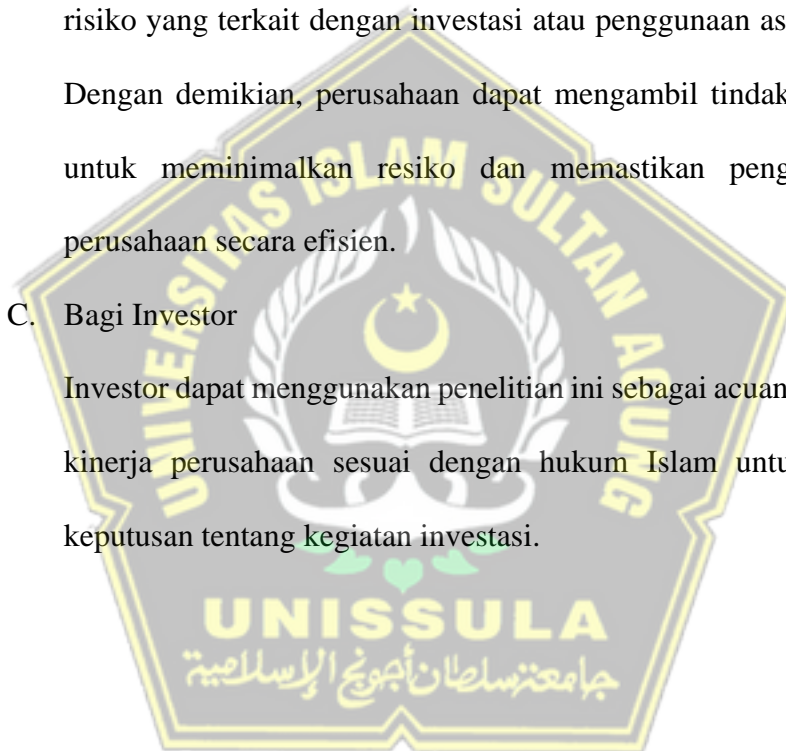 risiko yang terkait dengan investasi atau penggunaan as
Dengan demikian, perusahaan dapat mengambil tindak
untuk meminimalkan resiko dan memastikan peng
perusahaan secara efisien.
C. Bagi Investor
Investor dapat menggunakan penelitian ini sebagai acuan
kinerja perusahaan sesuai dengan hukum Islam untu
keputusan tentang kegiatan investasi.
UNIVERSITAS ISLAM SULTAN AGUNG
UNISSULA
جامعتنسلطان أجونج الإسلامية